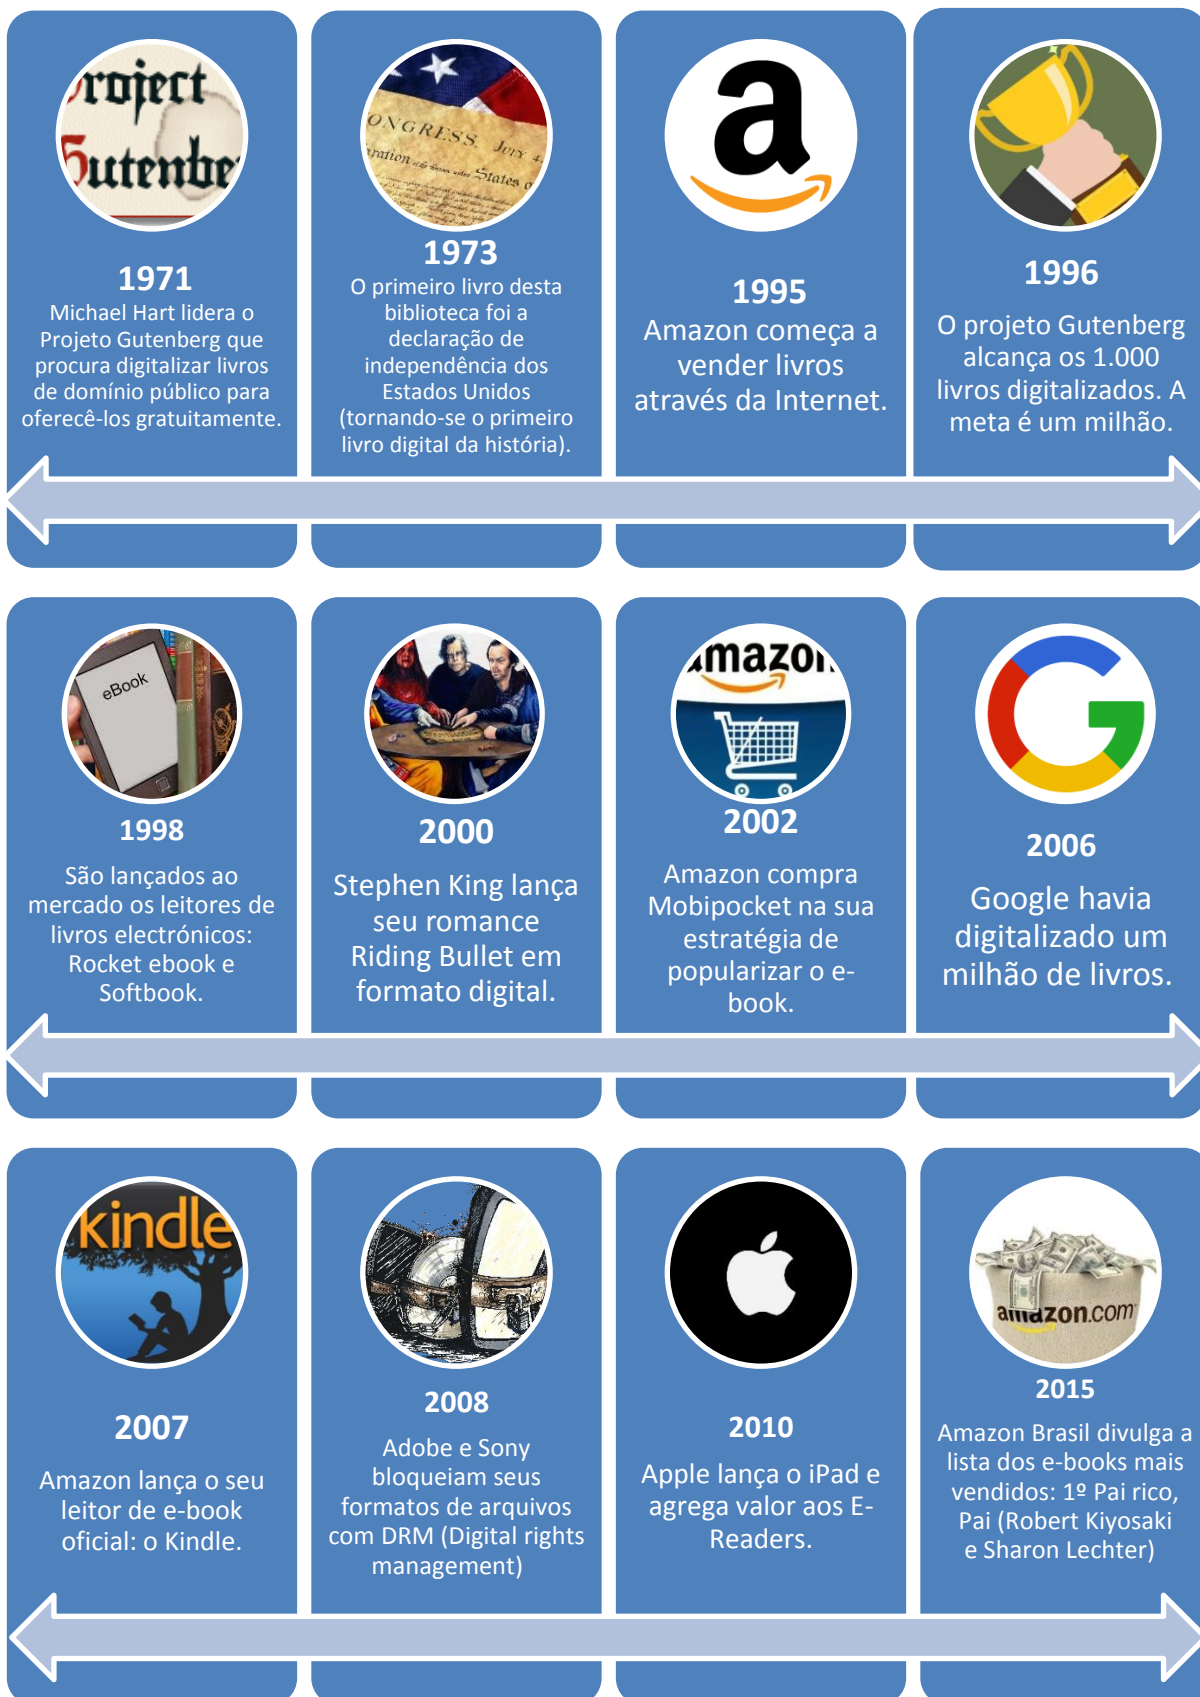 Project
Gutenbe
1971
Michael Hart lidera o
Projeto Gutenberg que
procura digitalizar livros
de domínio público para
oferecê-los gratuitamente.
ONGRESS. JULY 4.
ration of the States o
1973
O primeiro livro desta
biblioteca foi a
declaração de
independência dos
Estados Unidos
(tornando-se o primeiro
livro digital da história).
a
1995
Amazon começa a
vender livros
através da Internet.
1996
O projeto Gutenberg
alcança os 1.000
livros digitalizados. A
meta é um milhão.
eBook
1998
São lançados ao
mercado os leitores de
livros electrónicos:
Rocket ebook e
Softbook.
2000
Stephen King lança
seu romance
Riding Bullet em
formato digital.
amazon
2002
Amazon compra
Mobipocket na sua
estratégia de
popularizar o e-
book.
G
2006
Google havia
digitalizado um
milhão de livros.
kindle
2007
Amazon lança o seu
leitor de e-book
oficial: o Kindle.
2008
Adobe e Sony
bloqueiam seus
formatos de arquivos
com DRM (Digital rights
management)
2010
Apple lança o iPad e
agrega valor aos E-
Readers.
amazon.com
2015
Amazon Brasil divulga a
lista dos e-books mais
vendidos: 1º Pai rico,
Pai (Robert Kiyosaki
e Sharon Lechter)